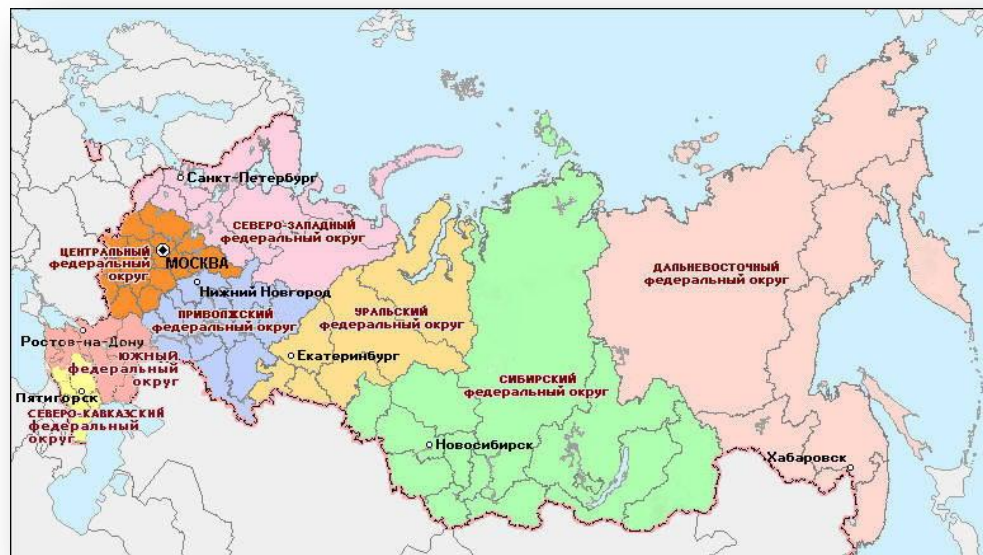 Санкт-Петербург
СЕВЕРО-ЗАПАДНЫЙ
федеральный округ
ЦЕНТРАЛЬНЫЙ
федеральный
округ
МОСКВА
Нижний Новгород
ДАЛЬНЕВОСТОЧНЫЙ
федеральный округ
ПРИВОЛЖСКИЙ
федеральный округ
УРАЛЬСКИЙ
федеральный округ
Ростов-на-Дону
ЮЖНЫЙ
федеральный
округ
Екатеринбург
СИБИРСКИЙ
федеральный округ
Пятигорск
СЕВЕРО-КАВКАЗСКИЙ
федеральный
округ
Новосибирск
Хабаровск